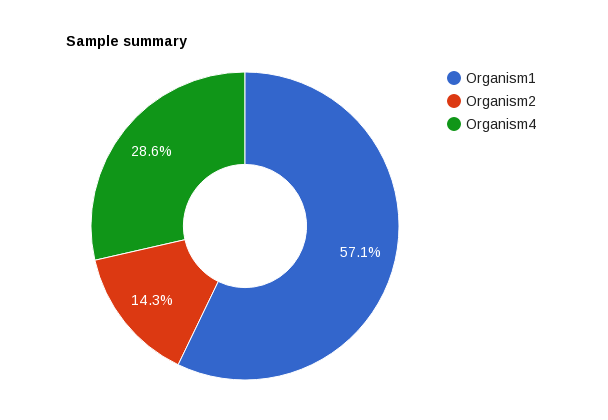 Sample summary
Organism1
Organism2
Organism4
28.6%
57.1%
14.3%